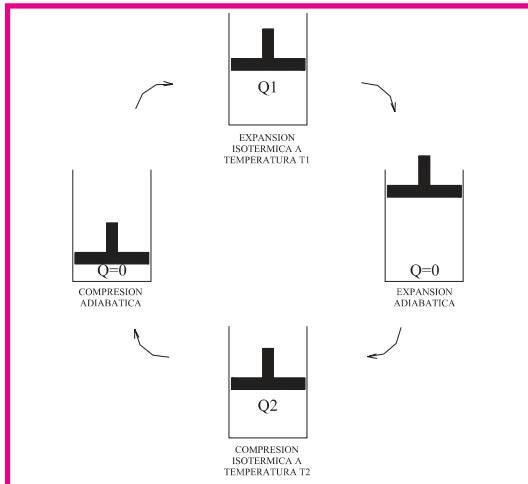 Q1
EXPANSION
ISOTERMICA A
TEMPERATURA T1
Q=0
COMPRESION
ADIABATICA
Q=0
EXPANSION
ADIABATICA
Q2
COMPRESION
ISOTERMICA A
TEMPERATURA T2